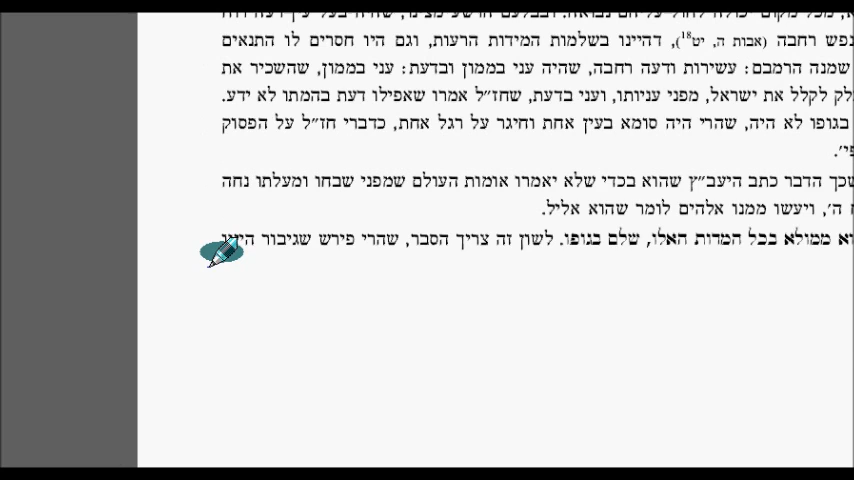 מכל מקום
נפש רחבה (אבות ה, יט18), דהיינו בשלמות המידות הרעות, וגם היו חסרים לו התנאים
שמנה הרמבם: עשירות ודעה רחבה, שהיה עני בממון ובדעת: עני בממון, שהשכיר את
לקלל את ישראל, מפני עניותו, ועני בדעת, שחז״ל אמרו שאפילו דעת בהמתו לא ידע.
בגופו לא היה, שהרי היה סומא בעין אחת וחיגר על רגל אחת, כדברי חז״ל על הפסוק
שכך הדבר כתב היעב״ץ שהוא בכדי שלא יאמרו אומות העולם שמפני שבחו ומעלתו נחה
ה׳, ויעשו ממנו אלהים לומר שהוא אליל.
ממולא בכל המדות האלו, שלם בגופו. לשון זה צריך הסבר, שהרי פירש שגיבור